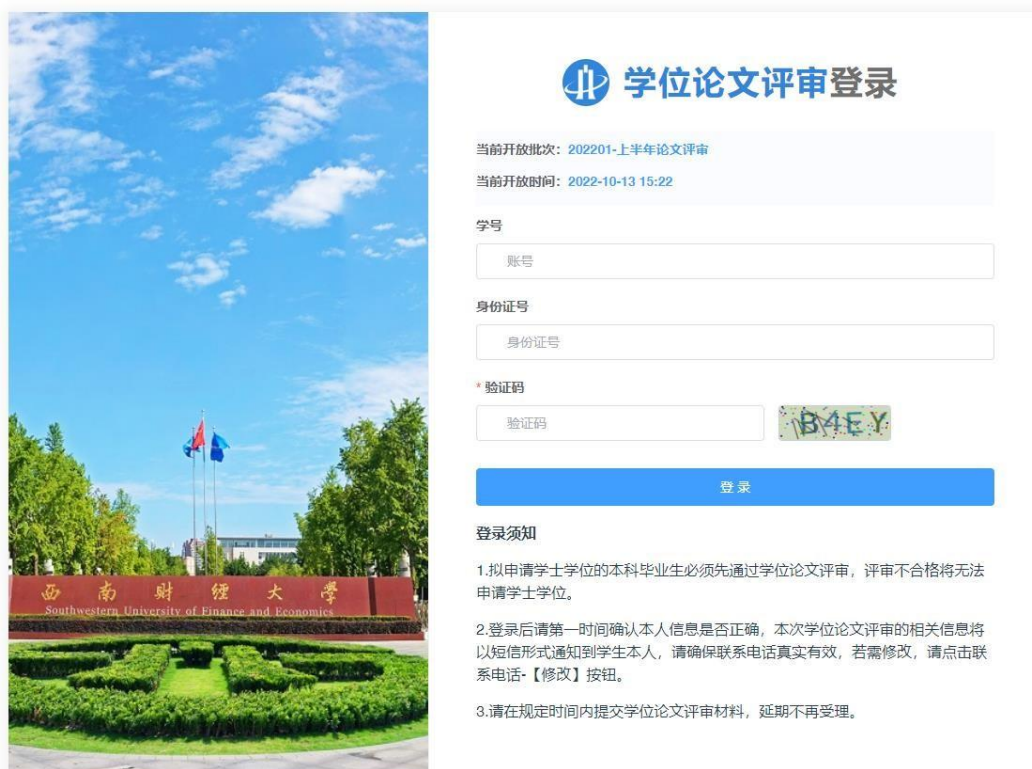 学位论文评审登录
当前开放批次：202201-上半年论文评审
当前开放时间：2022-10-13 15:22
学号
账号
身份证号
身份证号
* 验证码
验证码
B4EY
登录
登录须知
1.拟申请学士学位的本科毕业生必须先通过学位论文评审，评审不合格将无法
申请学士学位。
2.登录后请第一时间确认本人信息是否正确，本次学位论文评审的相关信息将
以短信形式通知到学生本人，请确保联系电话真实有效，若需修改，请点击联
系电话-【修改】按钮。
3.请在规定时间内提交学位论文评审材料，延期不再受理。
西南财经大學
Southwestern University of Finance and Economics